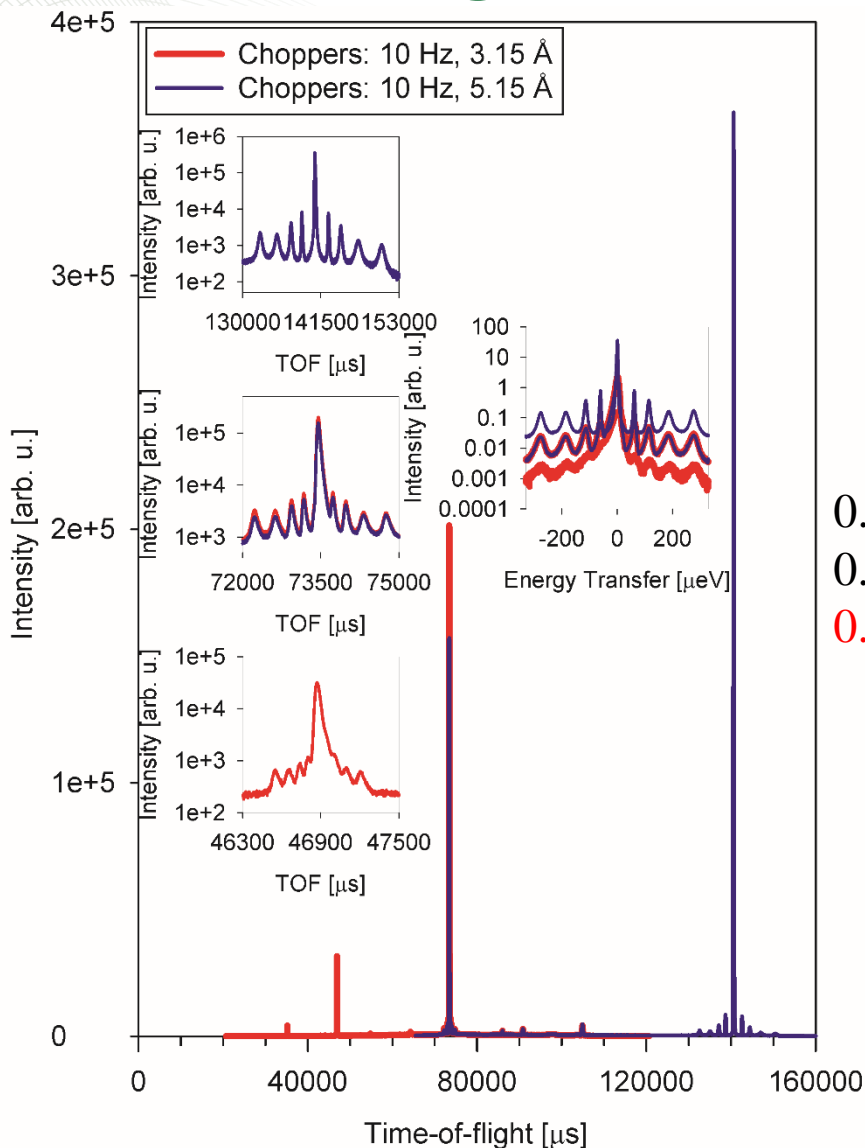 4e+5
Choppers: 10 Hz, 3.15 Å
Choppers: 10 Hz, 5.15 Å
1e+6
1e+5
1e+4
1e+3
1e+2
Intensity [arb. u.]
130000 141500 153000
TOF [µs]
3e+5
1e+5
1e+4
1e+3
Intensity [arb. u.]
72000 73500 75000
TOF [µs]
100
10
1
0.1
0.01
0.001
0.0001
Intensity [arb. u.]
-200 0 200
Energy Transfer [µeV]
0.
0.
0.
2e+5
1e+5
1e+4
1e+3
1e+2
Intensity [arb. u.]
46300 46900 47500
TOF [µs]
1e+5
0
Intensity [arb. u.]
0 40000 80000 120000 160000
Time-of-flight [µs]